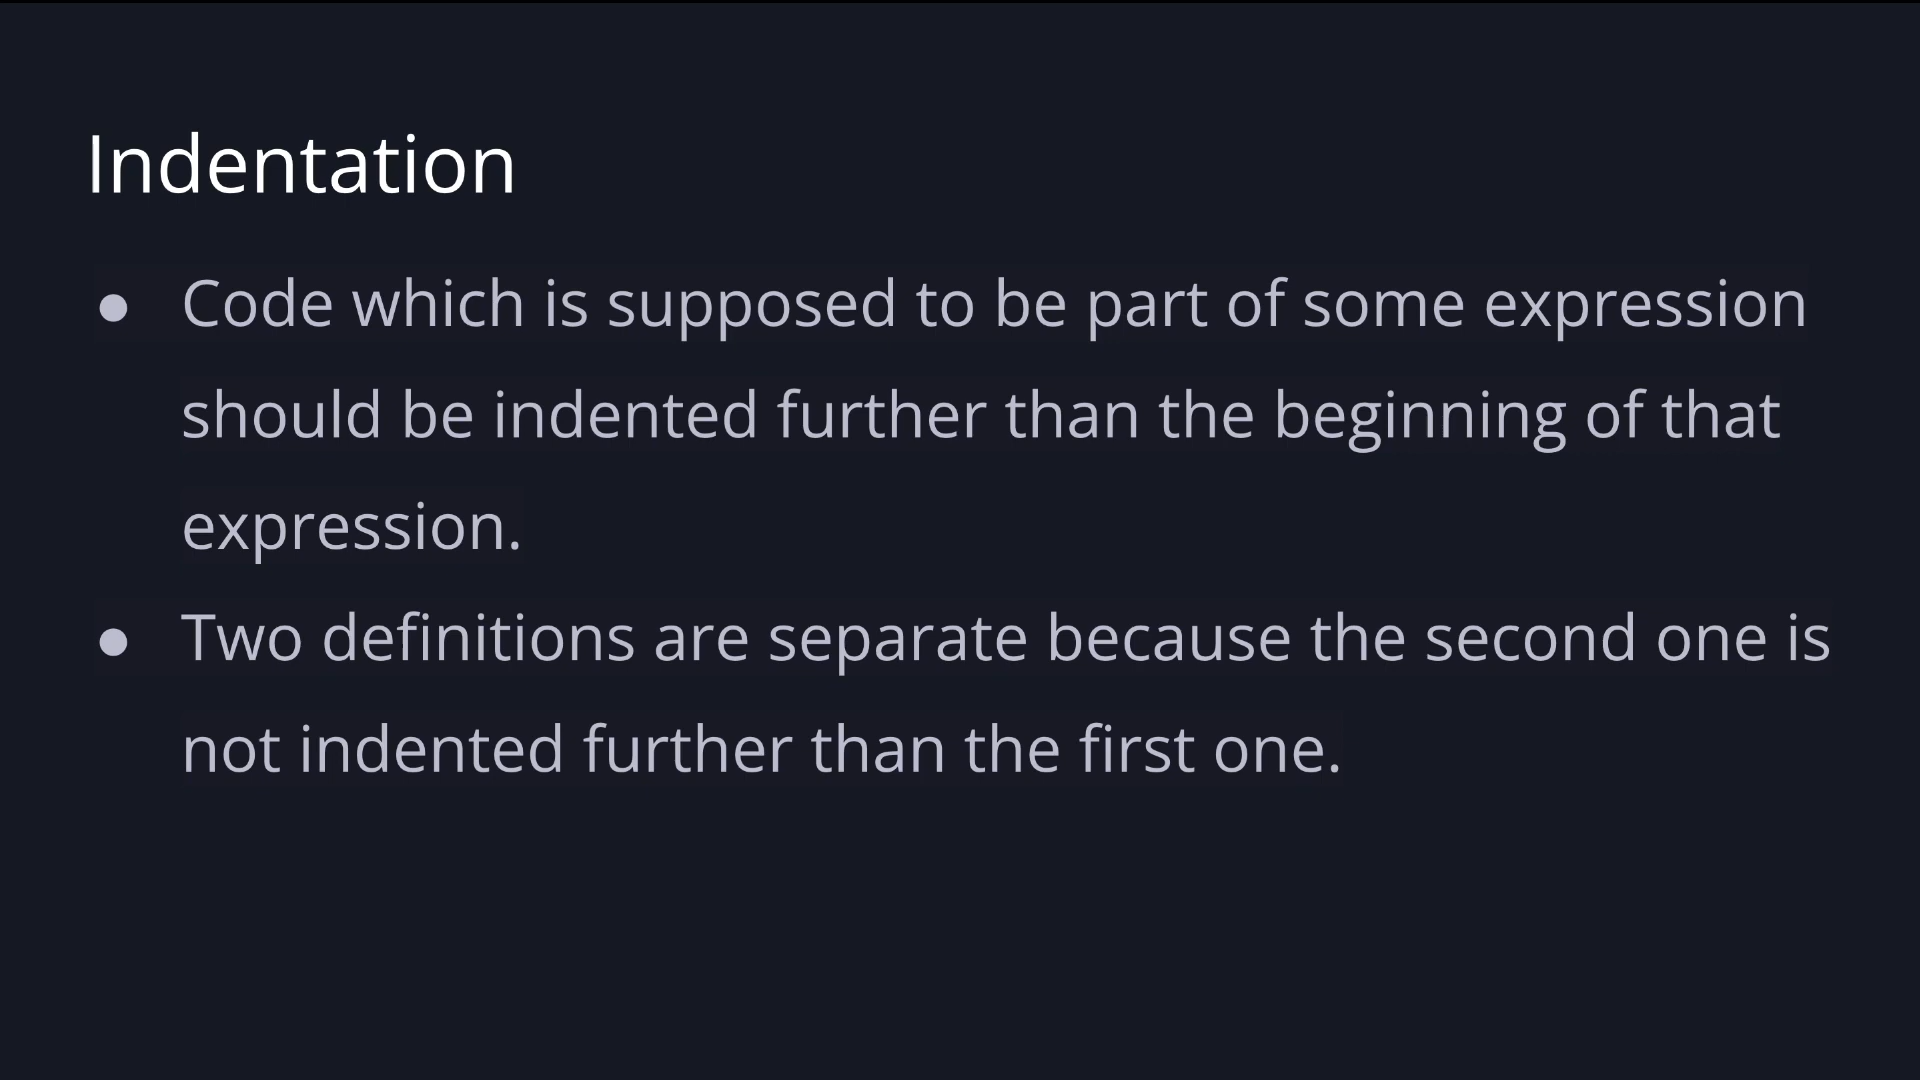 Indentation
● Code which is supposed to be part of some expression
should be indented further than the beginning of that
expression.
● Two definitions are separate because the second one is
not indented further than the first one.